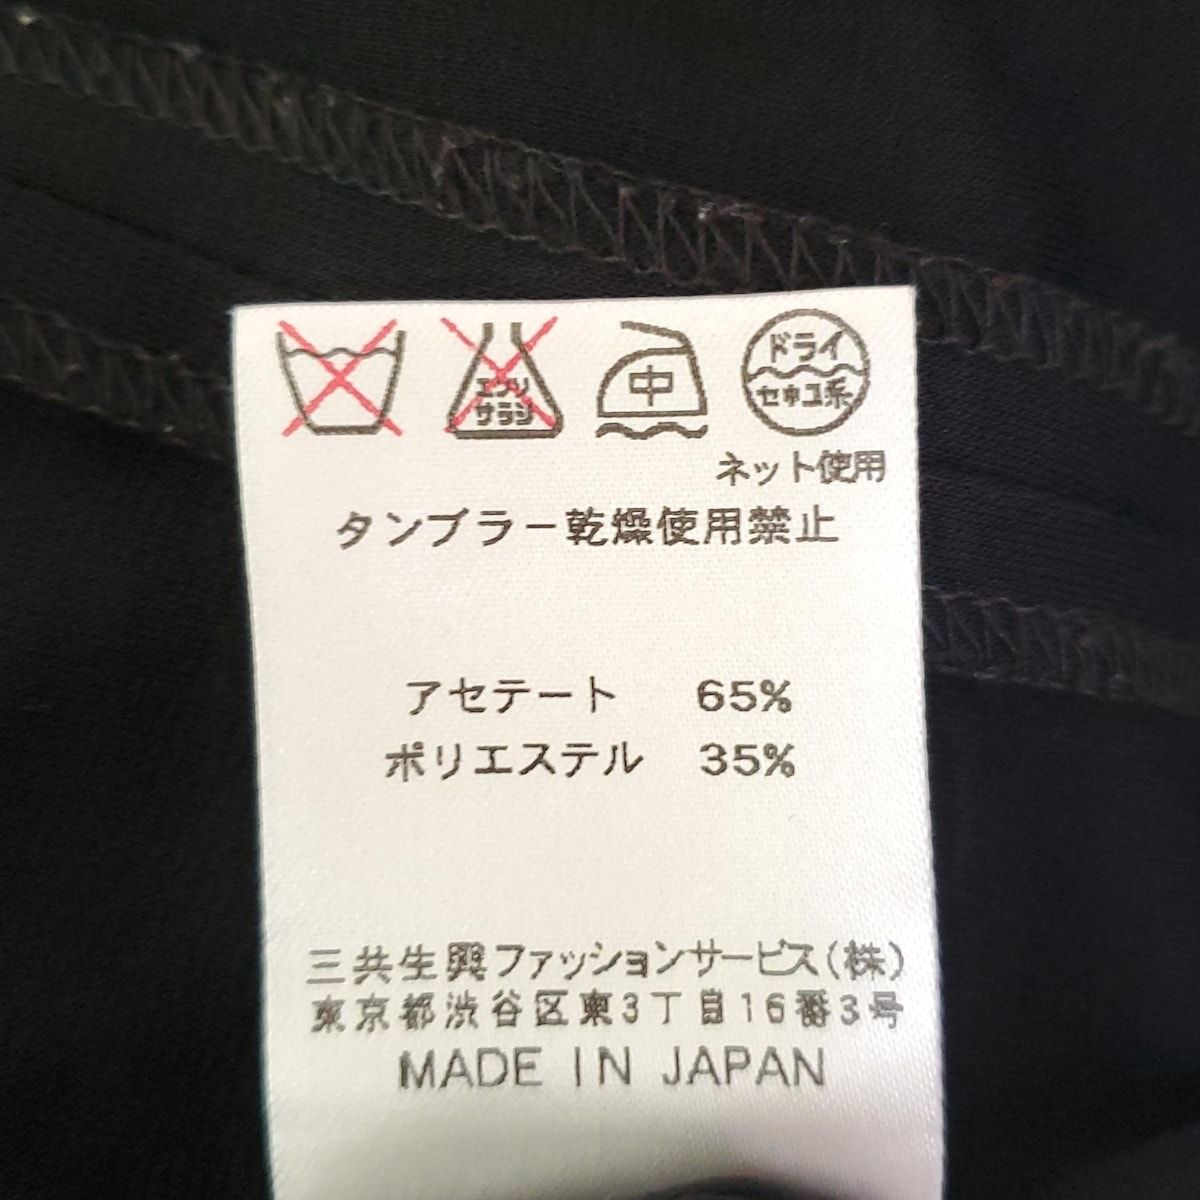 エンソ
サラシ
中
ドライ
セキユ系
ネット使用
タンブラー乾燥使用禁止
アセテート 65%
ポリエステル 35%
三共生興ファッションサービス(株)
東京都渋谷区東3丁目16番3号
MADE IN JAPAN